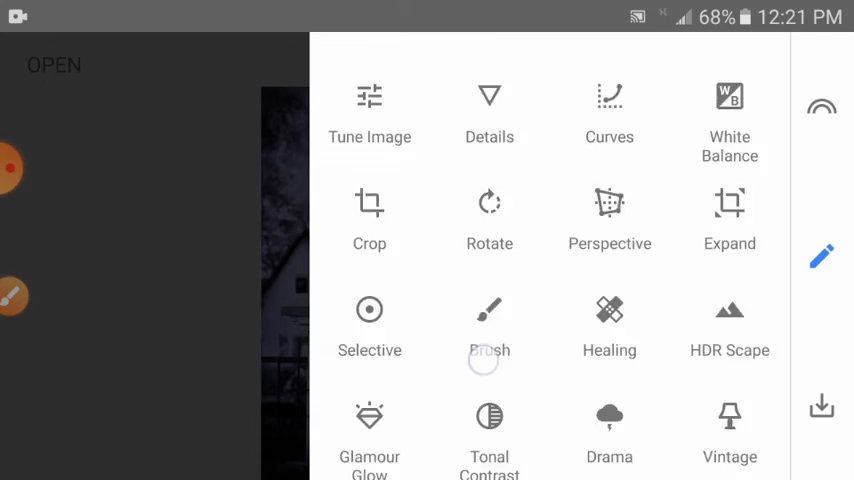 68% 12:21 PM
OPEN
Tune Image
Details
Curves
W
B
White
Balance
Crop
Rotate
Perspective
Expand
Selective
Brush
Healing
HDR Scape
Glamour
Glow
Tonal
Contrast
Drama
Vintage